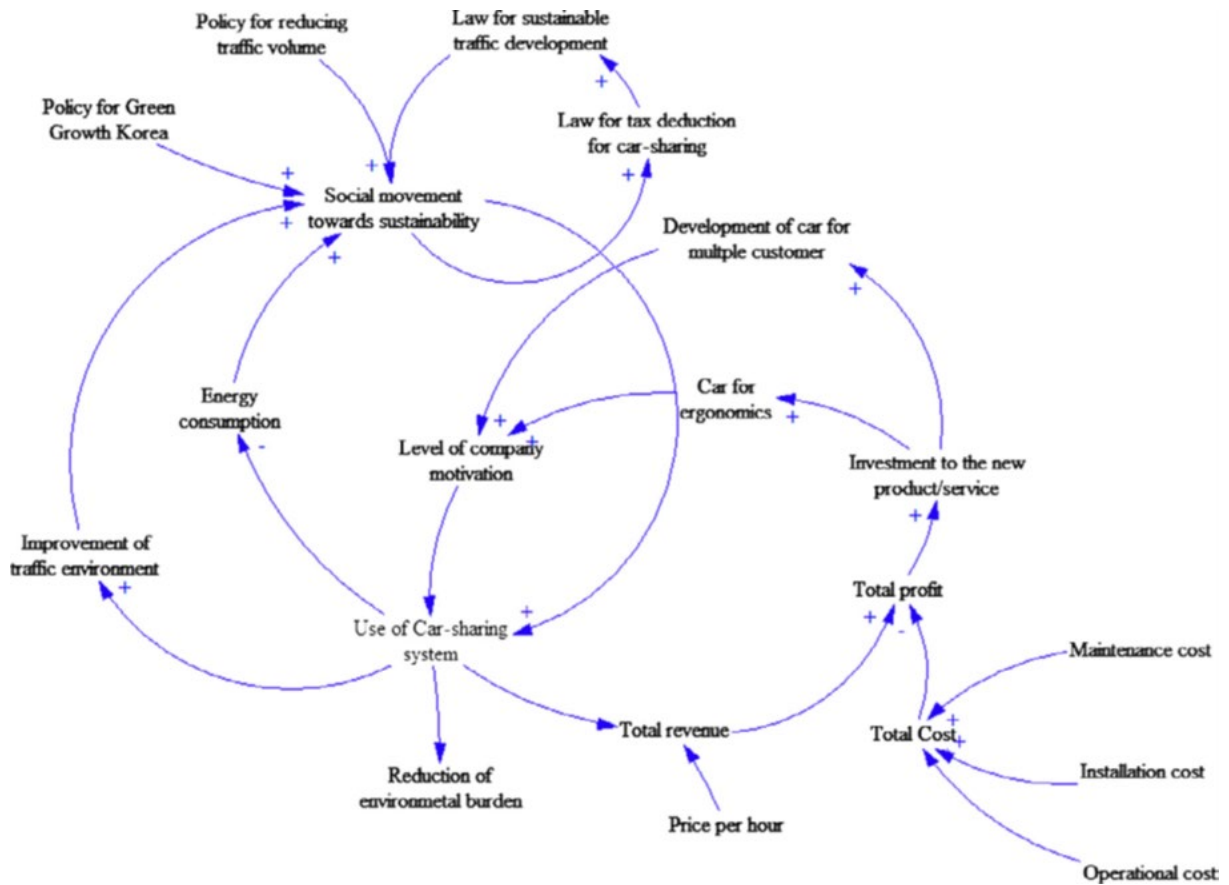 Policy for reducing
traffic volume
Law for sustainable
traffic development
Policy for Green
Growth Korea
Law for tax deduction
for car-sharing
+
+
+
+
+
Social movement
towards sustainability
+
Development of car for
multple customer
+
+
Energy
consumption
-
Car for
ergonomics
+
+
+
Level of company
motivation
Investment to the new
product/service
+
Improvement of
traffic environment
+
Total profit
+
-
+
Use of Car-sharing
system
Maintenance cost
Total revenue
Total Cost
+
+
Reduction of
environmetal burden
Installation cost
Price per hour
Operational cost